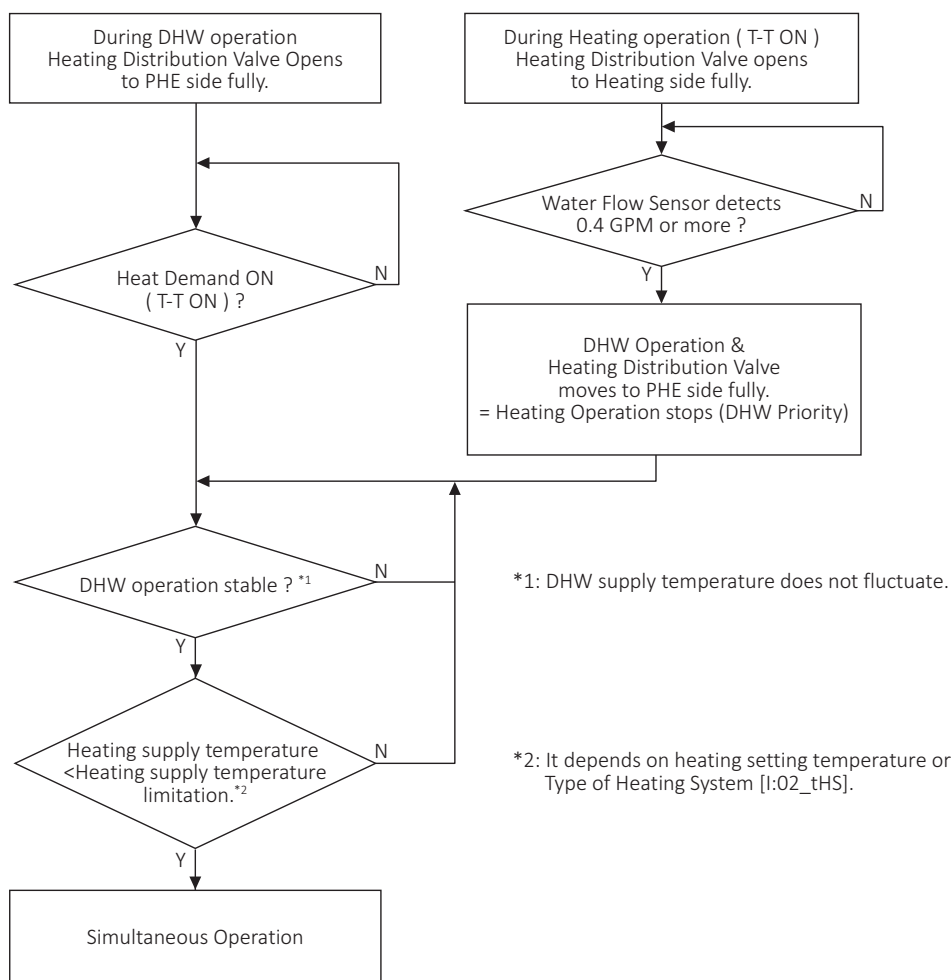 During DHW operation
Heating Distribution Valve Opens
to PHE side fully.
During Heating operation ( T-T ON )
Heating Distribution Valve opens
to Heating side fully.
Water Flow Sensor detects
0.4 GPM or more ?
N
Y
Heat Demand ON
( T-T ON ) ?
N
Y
DHW Operation &
Heating Distribution Valve
moves to PHE side fully.
= Heating Operation stops (DHW Priority)
DHW operation stable ? *1
N
Y
*1: DHW supply temperature does not fluctuate.
Heating supply temperature
<Heating supply temperature
limitation.*2
N
Y
*2: It depends on heating setting temperature or
Type of Heating System [I:02_tHS].
Simultaneous Operation